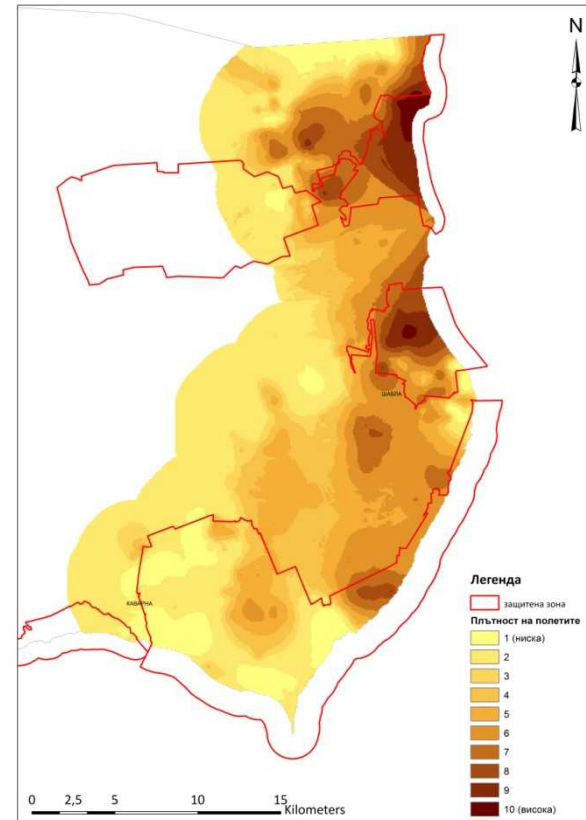 N
ШАБЛА
КАВАРНА
Легенда
защитена зона
Плътност на полетите
1 (ниска)
2
3
4
5
6
7
8
9
10 (висока)
0 2,5 5 10 15
Kilometers